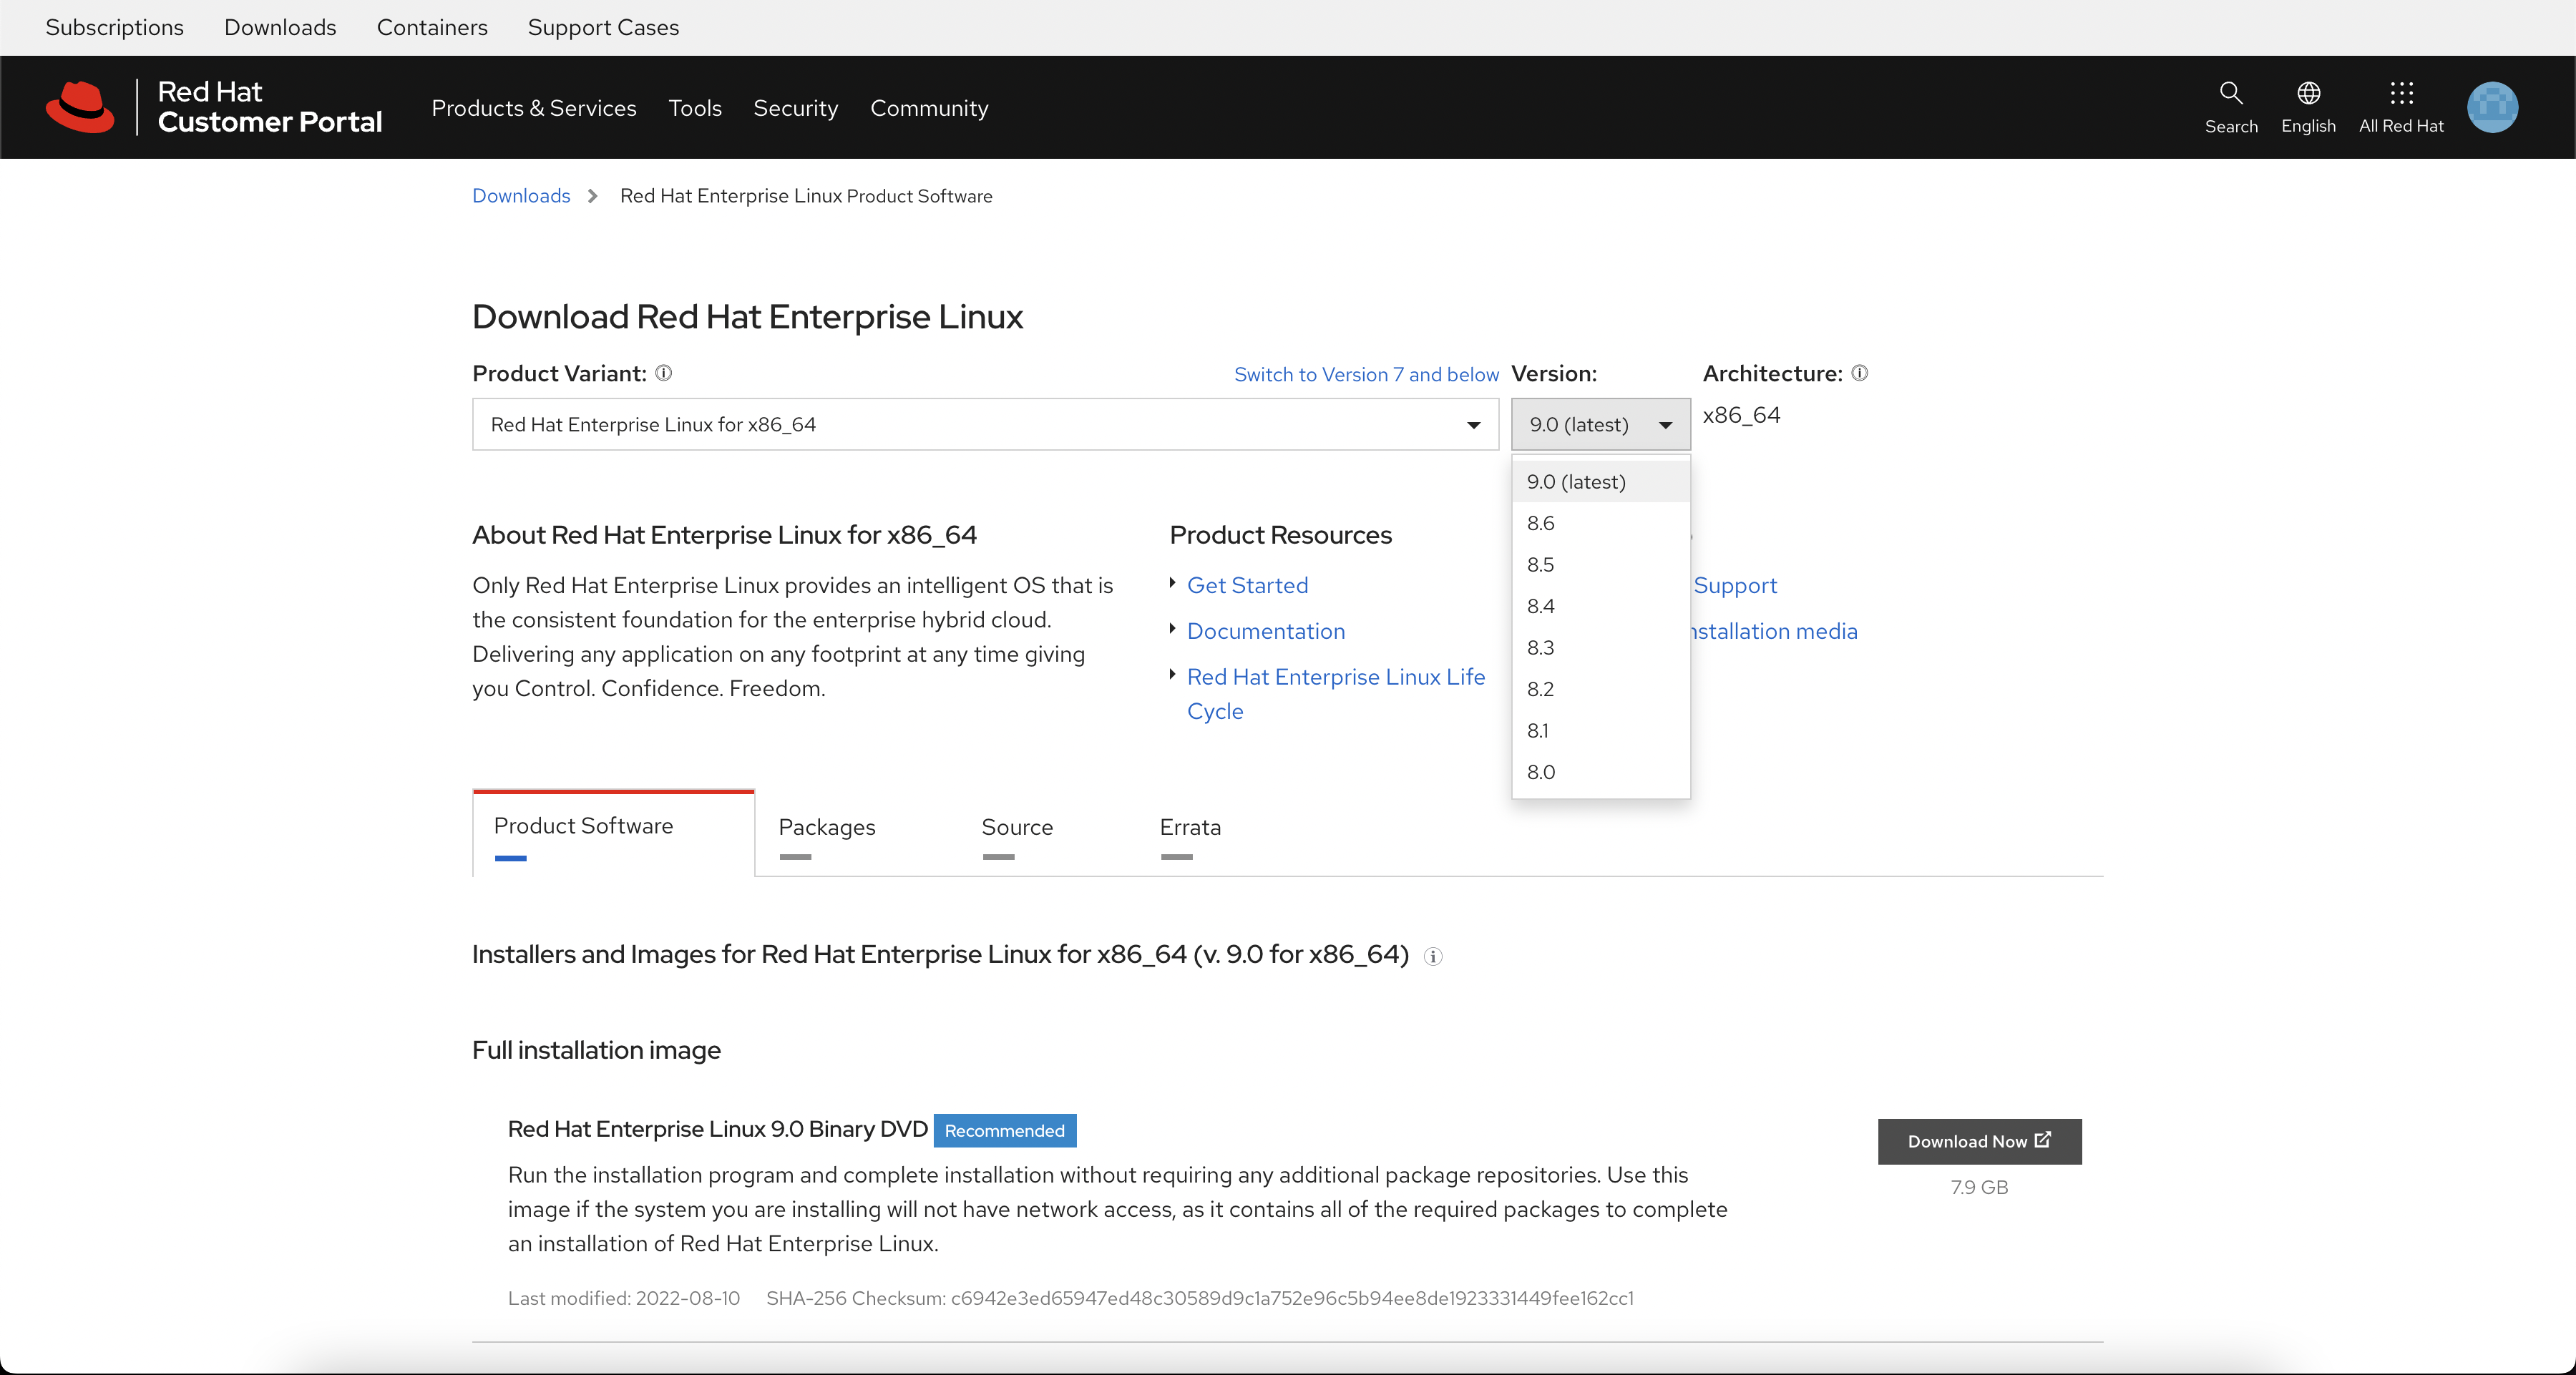 Subscriptions Downloads Containers Support Cases
Red Hat
Customer Portal
Products & Services Tools Security Community
Search English All Red Hat
Downloads Red Hat Enterprise Linux Product Software
Download Red Hat Enterprise Linux
Product Variant: Switch to Version 7 and below Version: Architecture:
Red Hat Enterprise Linux for x86_64 9.0 (latest) x86_64
9.0 (latest)
8.6
8.5
8.4
8.3
8.2
8.1
8.0
About Red Hat Enterprise Linux for x86_64
Only Red Hat Enterprise Linux provides an intelligent OS that is
the consistent foundation for the enterprise hybrid cloud.
Delivering any application on any footprint at any time giving
you Control. Confidence. Freedom.
Product Resources
Get Started
Documentation
Red Hat Enterprise Linux Life
Cycle
Support
nstallation media
Product Software Packages Source Errata
Installers and Images for Red Hat Enterprise Linux for x86_64 (v. 9.0 for x86_64)
Full installation image
Red Hat Enterprise Linux 9.0 Binary DVD Recommended
Download Now
7.9 GB
Run the installation program and complete installation without requiring any additional package repositories. Use this
image if the system you are installing will not have network access, as it contains all of the required packages to complete
an installation of Red Hat Enterprise Linux.
Last modified: 2022-08-10 SHA-256 Checksum: c6942e3ed65947ed48c30589d9c1a752e96c5b94ee8de1923331449fee162cc1